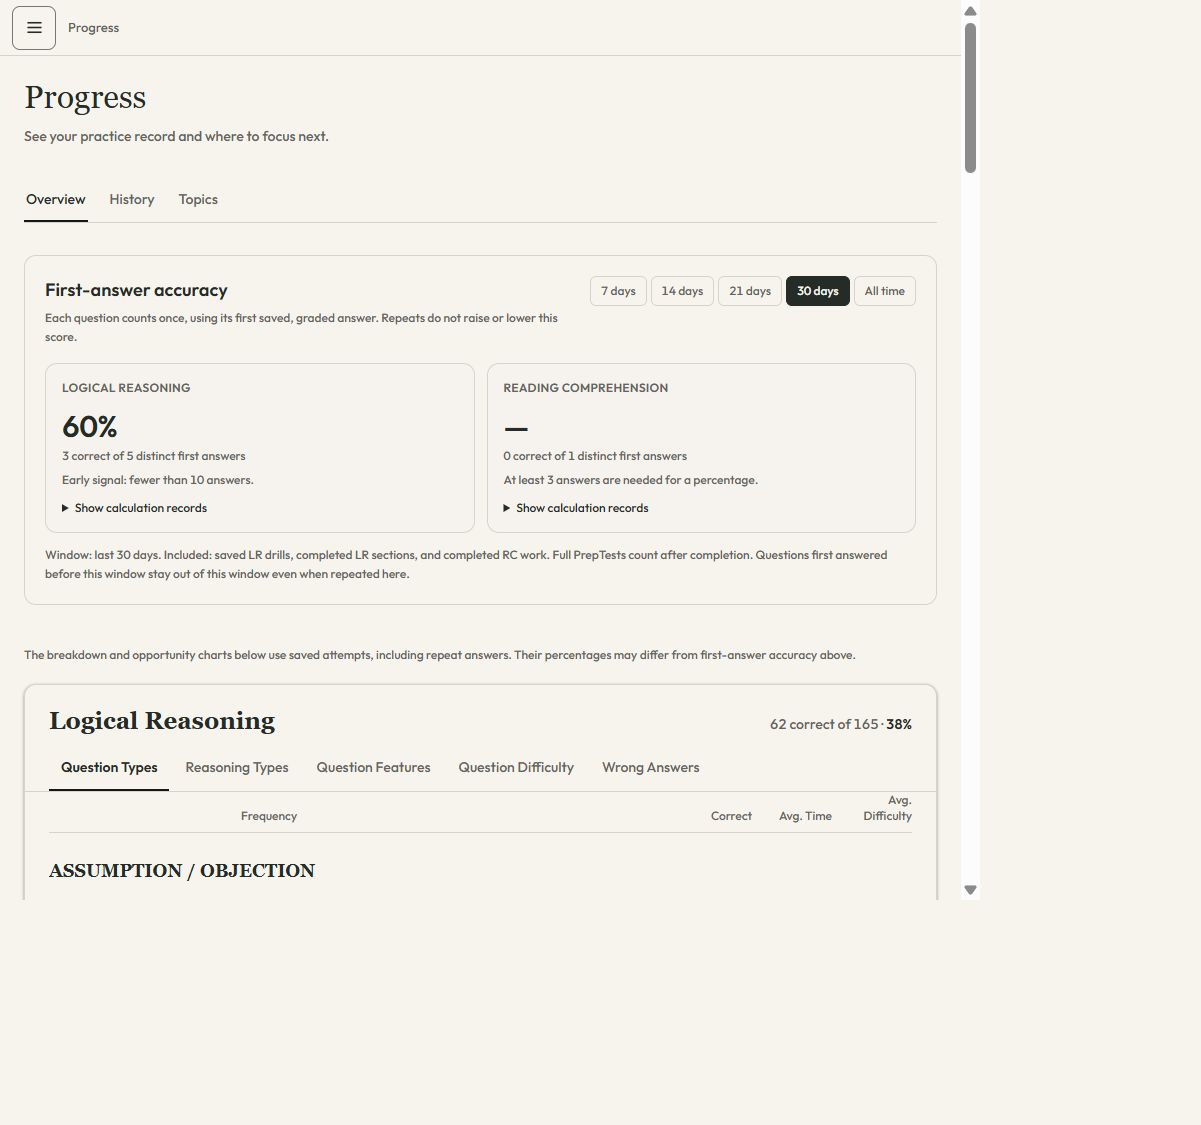 Progress
Progress
See your practice record and where to focus next.
Overview History Topics
First-answer accuracy
7 days 14 days 21 days 30 days All time
Each question counts once, using its first saved, graded answer. Repeats do not raise or lower this
score.
LOGICAL REASONING
60%
3 correct of 5 distinct first answers
Early signal: fewer than 10 answers.
Show calculation records
READING COMPREHENSION
—
0 correct of 1 distinct first answers
At least 3 answers are needed for a percentage.
Show calculation records
Window: last 30 days. Included: saved LR drills, completed LR sections, and completed RC work. Full PrepTests count after completion. Questions first answered
before this window stay out of this window even when repeated here.
The breakdown and opportunity charts below use saved attempts, including repeat answers. Their percentages may differ from first-answer accuracy above.
Logical Reasoning
62 correct of 165 · 38%
Question Types Reasoning Types Question Features Question Difficulty Wrong Answers
Frequency Correct Avg. Time Avg.
Difficulty
ASSUMPTION / OBJECTION